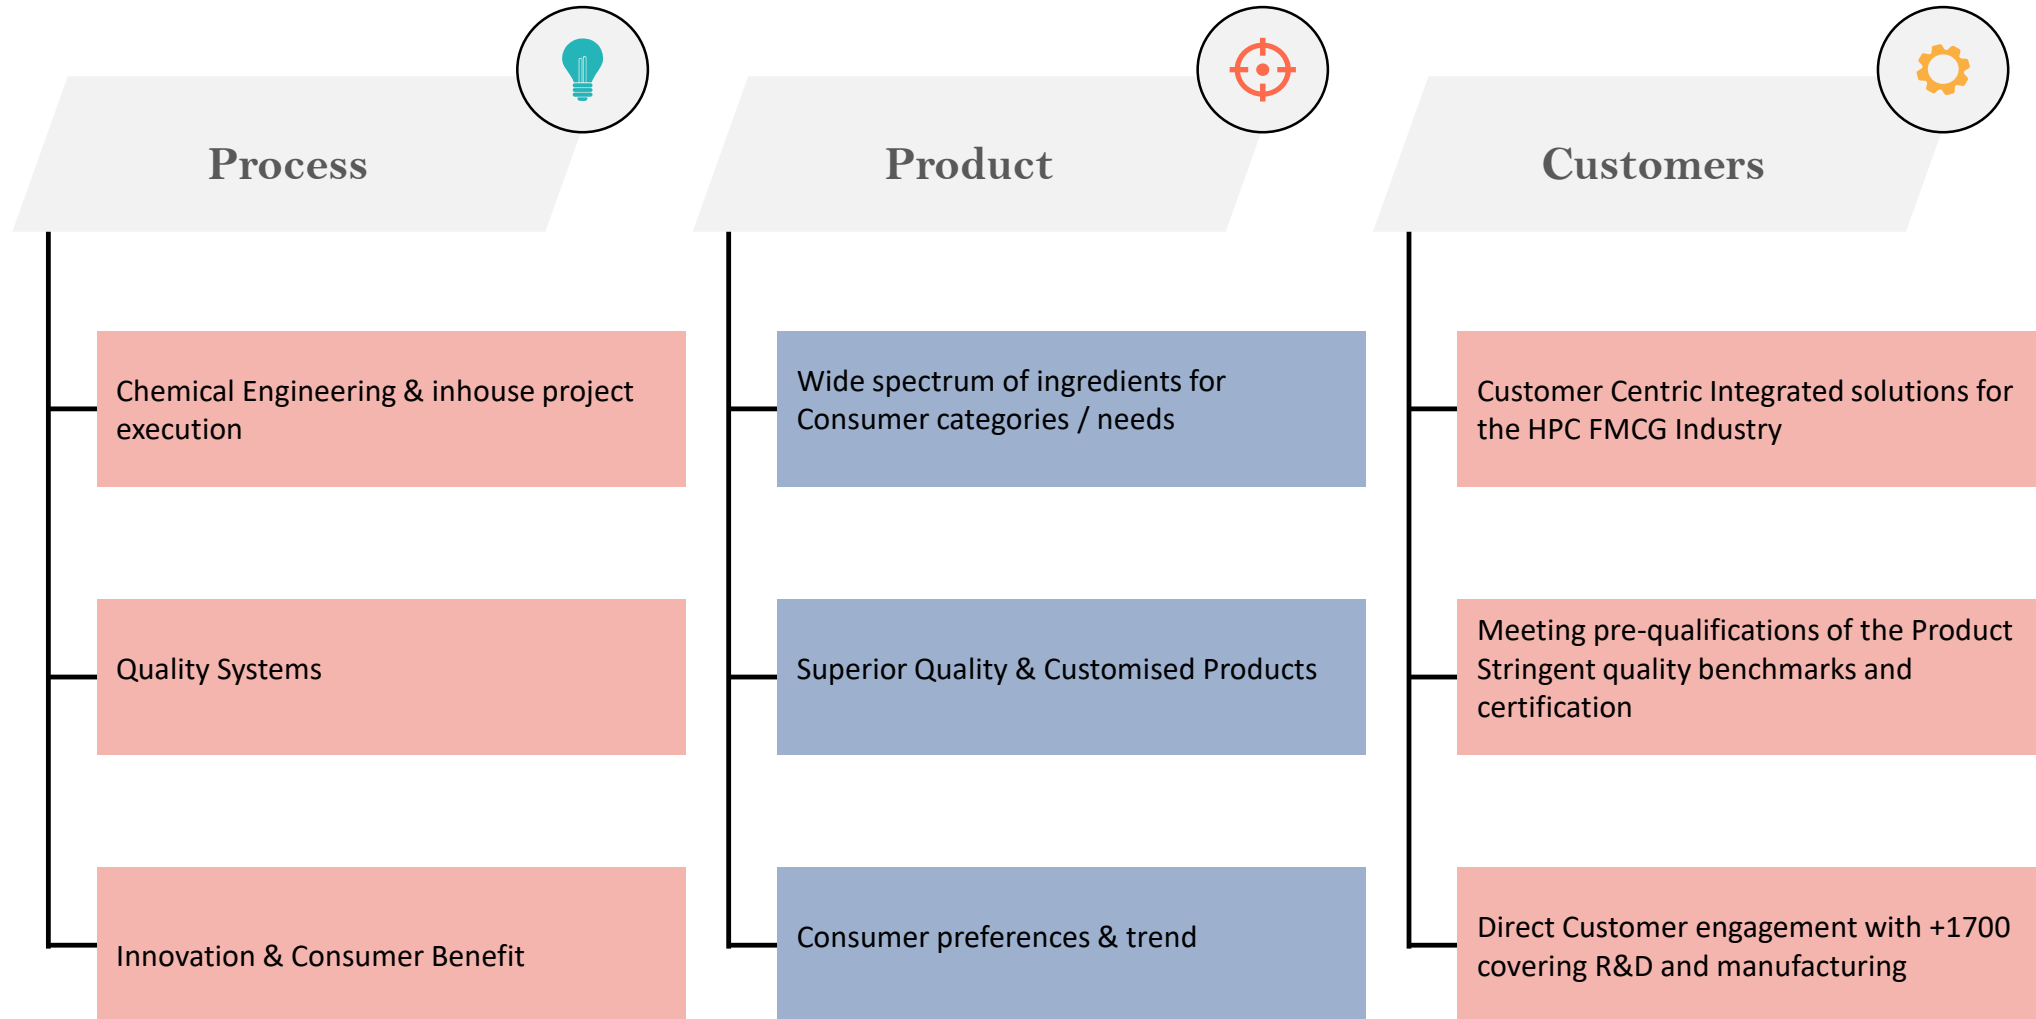 Process
Chemical Engineering & inhouse project
execution
Quality Systems
Innovation & Consumer Benefit
Product
Wide spectrum of ingredients for
Consumer categories / needs
Superior Quality & Customised Products
Consumer preferences & trend
Customers
Customer Centric Integrated solutions for
the HPC FMCG Industry
Meeting pre-qualifications of the Product
Stringent quality benchmarks and
certification
Direct Customer engagement with +1700
covering R&D and manufacturing